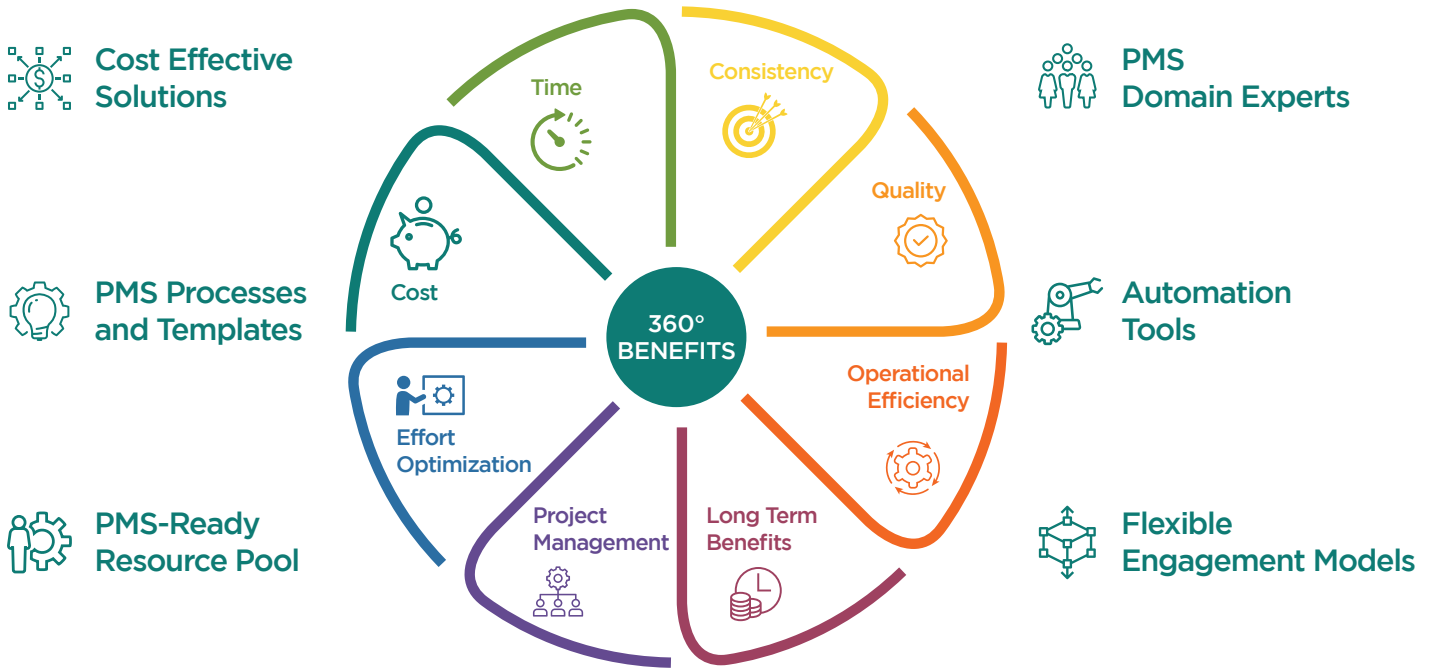 Cost Effective
Solutions
PMS Processes
and Templates
PMS-Ready
Resource Pool
Time
Consistency
Quality
Operational
Efficiency
Long Term
Benefits
Project
Management
Effort
Optimization
Cost
360°
BENEFITS
PMS
Domain Experts
Automation
Tools
Flexible
Engagement Models